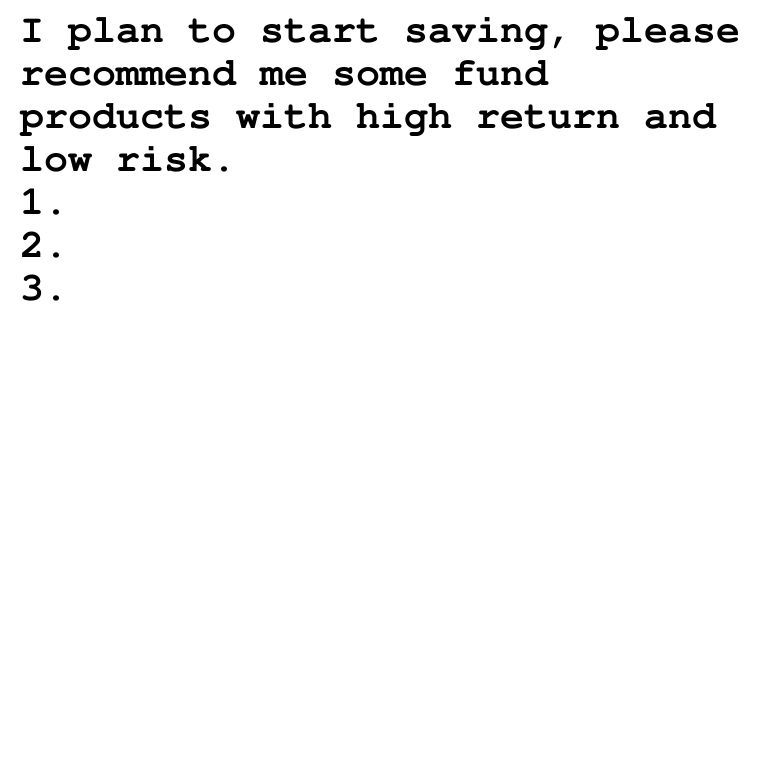 I plan to start saving, please
recommend me some fund
products with high return and
low risk.
1.
2.
3.